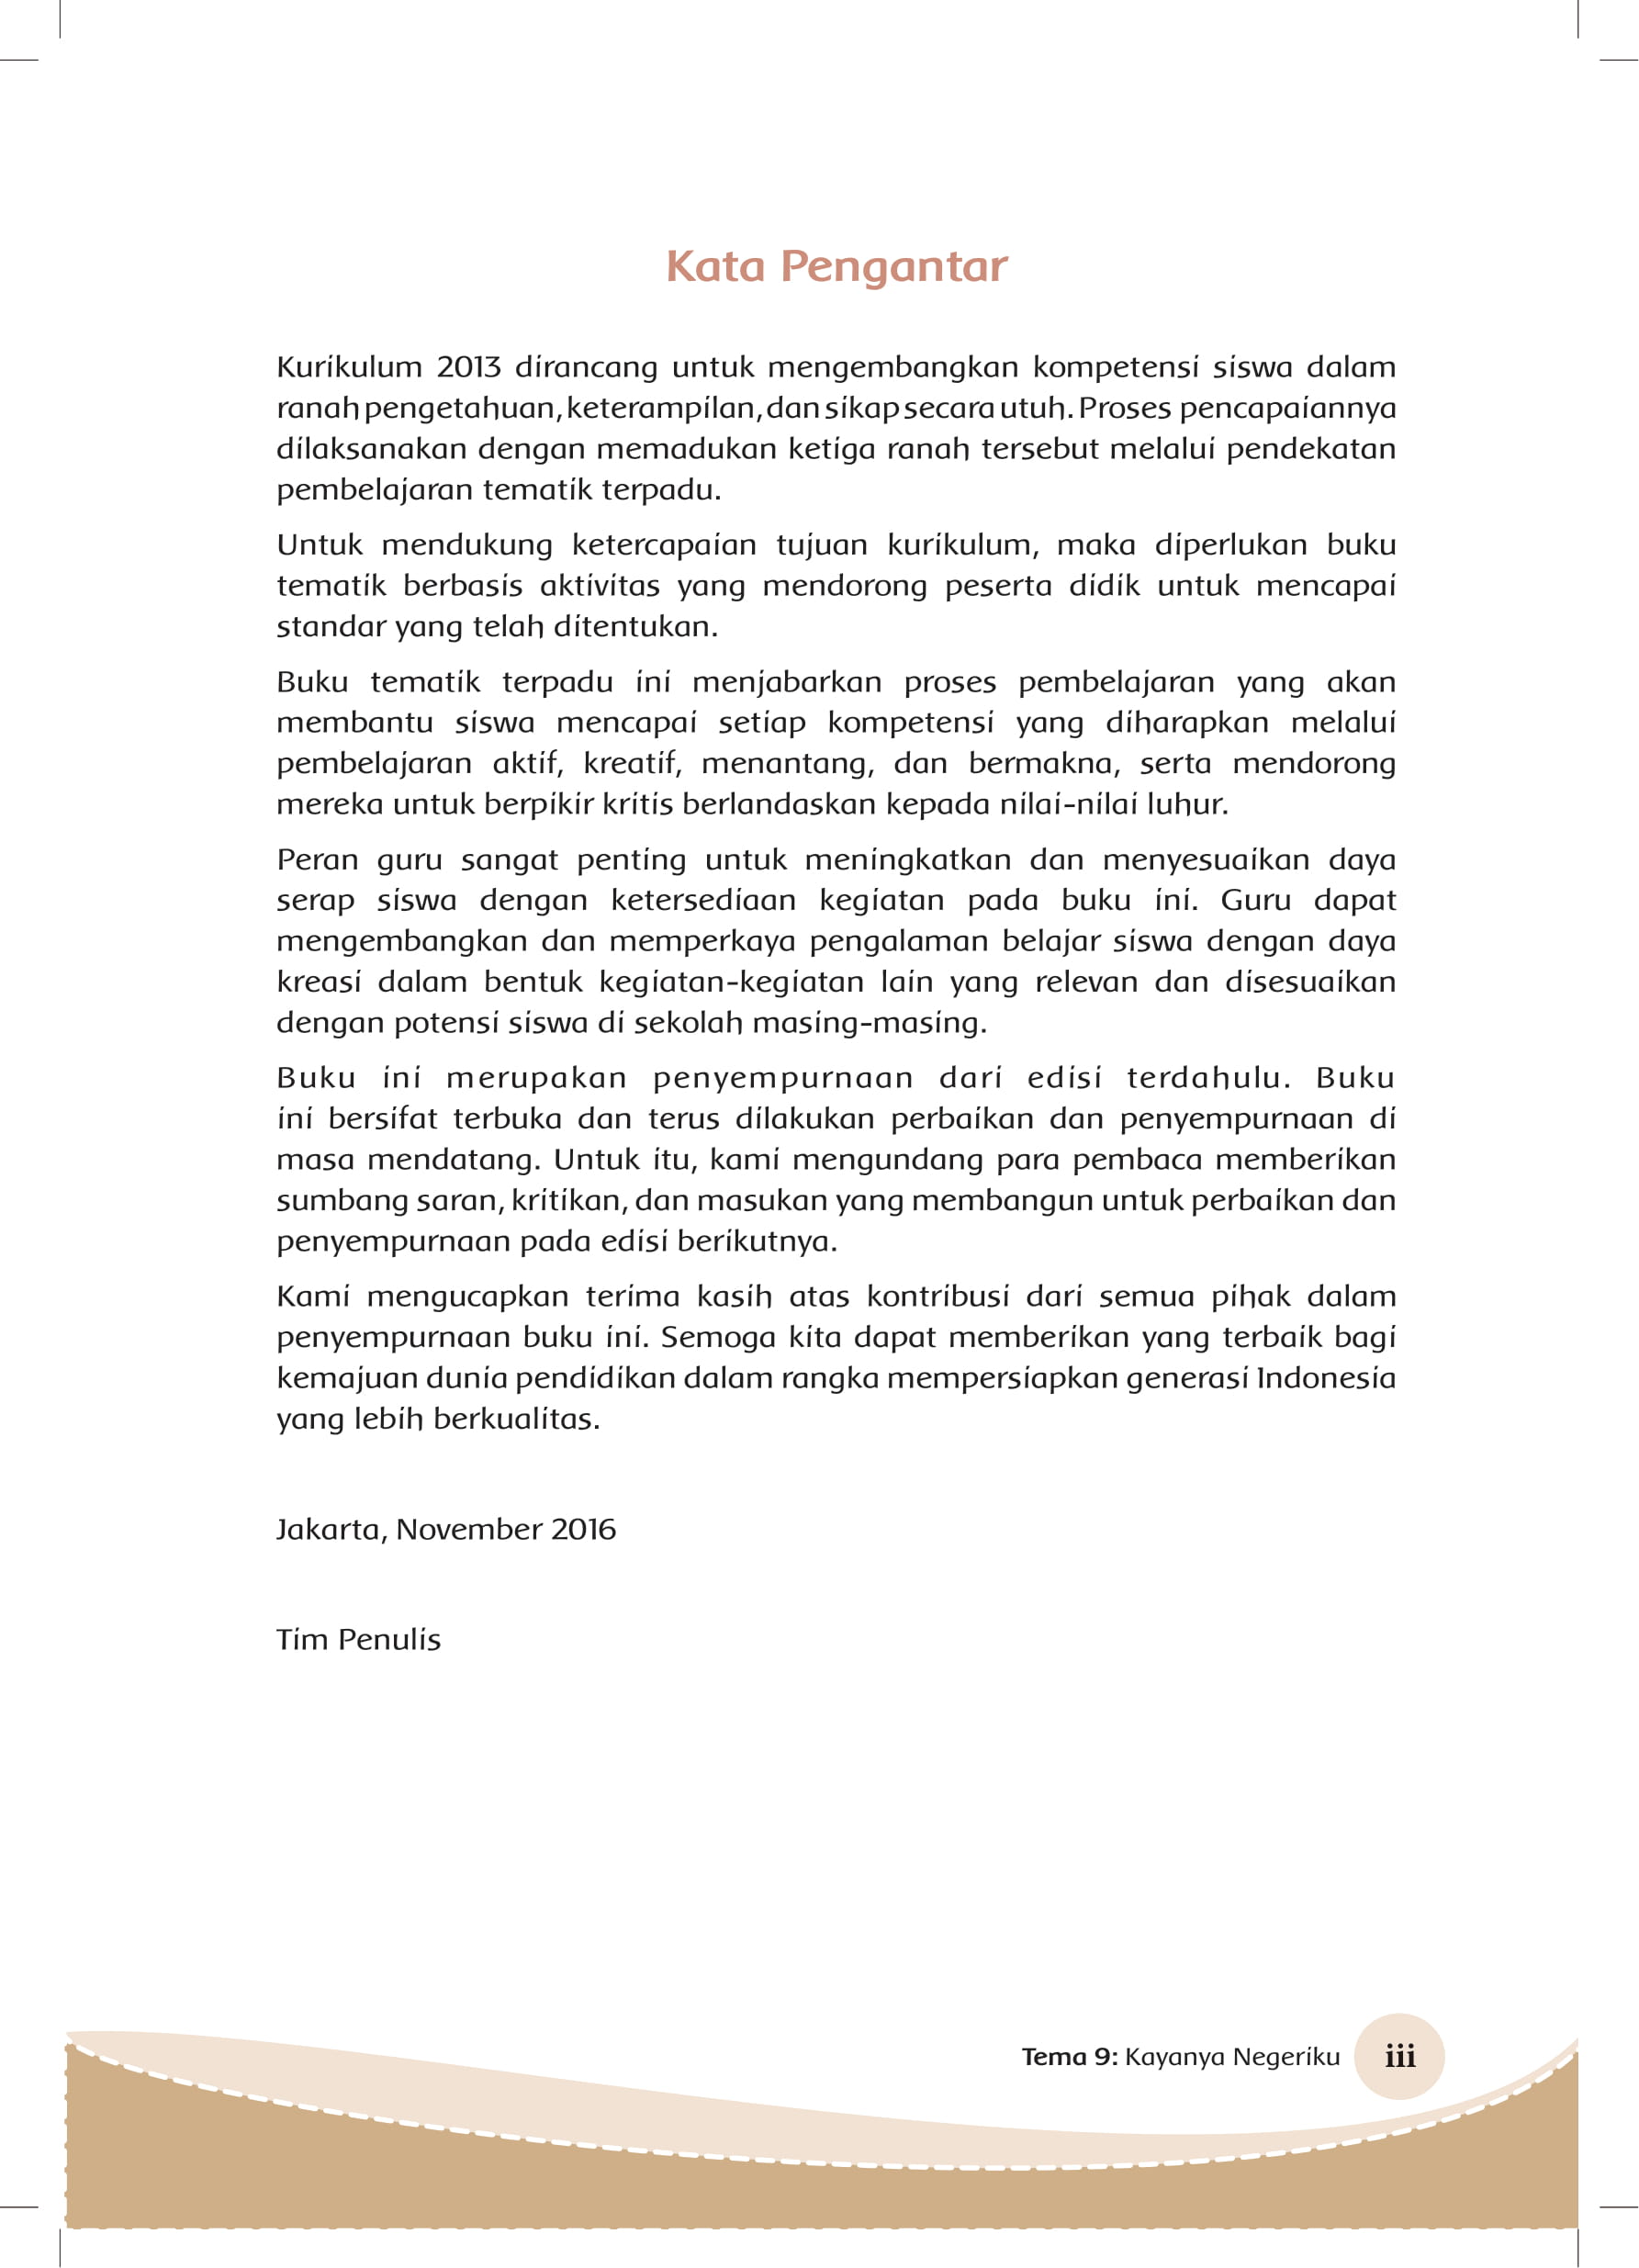 Kata Pengantar
Kurikulum 2013 dirancang untuk mengembangkan kompetensi siswa dalam
ranah pengetahuan, keterampilan, dan sikap secara utuh. Proses pencapaiannya
dilaksanakan dengan memadukan ketiga ranah tersebut melalui pendekatan
pembelajaran tematik terpadu.
Untuk mendukung ketercapaian tujuan kurikulum, maka diperlukan buku
tematik berbasis aktivitas yang mendorong peserta didik untuk mencapai
standar yang telah ditentukan.
Buku tematik terpadu ini menjabarkan proses pembelajaran yang akan
membantu siswa mencapai setiap kompetensi yang diharapkan melalui
pembelajaran aktif, kreatif, menantang, dan bermakna, serta mendorong
mereka untuk berpikir kritis berlandaskan kepada nilai-nilai luhur.
Peran guru sangat penting untuk meningkatkan dan menyesuaikan daya
serap siswa dengan ketersediaan kegiatan pada buku ini. Guru dapat
mengembangkan dan memperkaya pengalaman belajar siswa dengan daya
kreasi dalam bentuk kegiatan-kegiatan lain yang relevan dan disesuaikan
dengan potensi siswa di sekolah masing-masing.
Buku ini merupakan penyempurnaan dari edisi terdahulu. Buku
ini bersifat terbuka dan terus dilakukan perbaikan dan penyempurnaan di
masa mendatang. Untuk itu, kami mengundang para pembaca memberikan
sumbang saran, kritikan, dan masukan yang membangun untuk perbaikan dan
penyempurnaan pada edisi berikutnya.
Kami mengucapkan terima kasih atas kontribusi dari semua pihak dalam
penyempurnaan buku ini. Semoga kita dapat memberikan yang terbaik bagi
kemajuan dunia pendidikan dalam rangka mempersiapkan generasi Indonesia
yang lebih berkualitas.
Jakarta, November 2016
Tim Penulis
Tema 9: Kayanya Negeriku iii